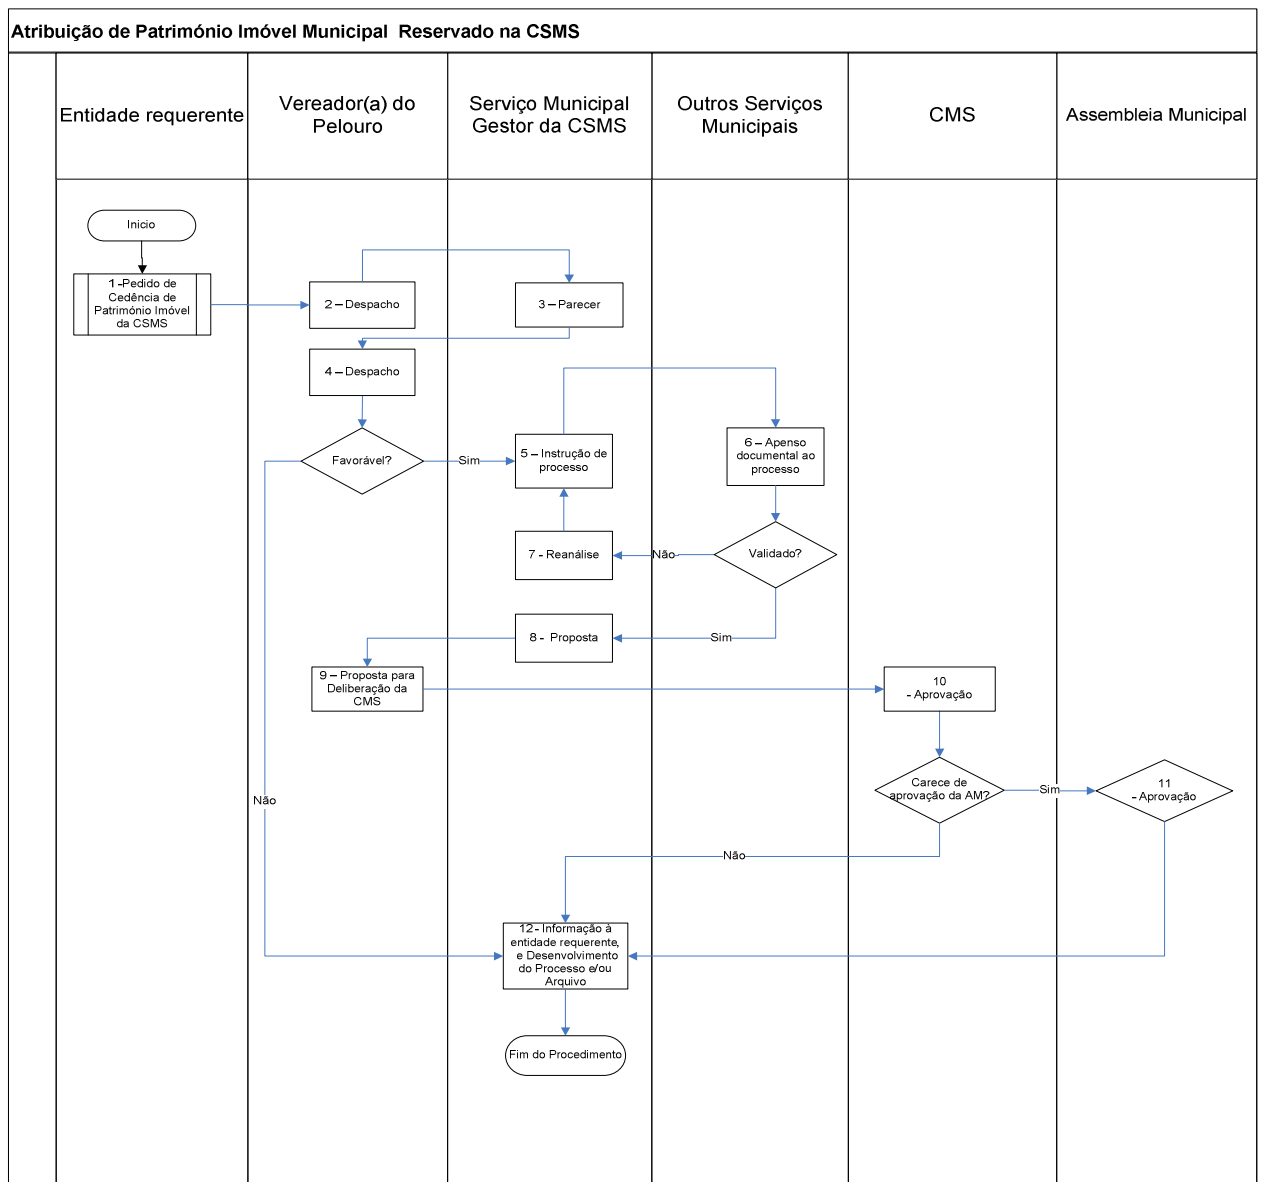 Atribuição de Património Imóvel Municipal  Reservado na CSMS
Entidade requerente
Vereador(a) do
Pelouro
Serviço Municipal
Gestor da CSMS
Outros Serviços
Municipais
CMS
Assembleia Municipal
Inicio
1 -Pedido de
Cedência de
Património Imóvel
da CSMS
2 – Despacho
3 – Parecer
4 – Despacho
Favorável?
Sim
5 – Instrução de
processo
6 – Apenso
documental ao
processo
7 - Reanálise
Não
Validado?
8 -  Proposta
Sim
9 – Proposta para
Deliberação da
CMS
10
- Aprovação
Carece de
aprovação da AM?
Sim
11
- Aprovação
Não
Não
12- Informação à
entidade requerente,
e Desenvolvimento
do Processo e/ou
Arquivo
Fim do Procedimento